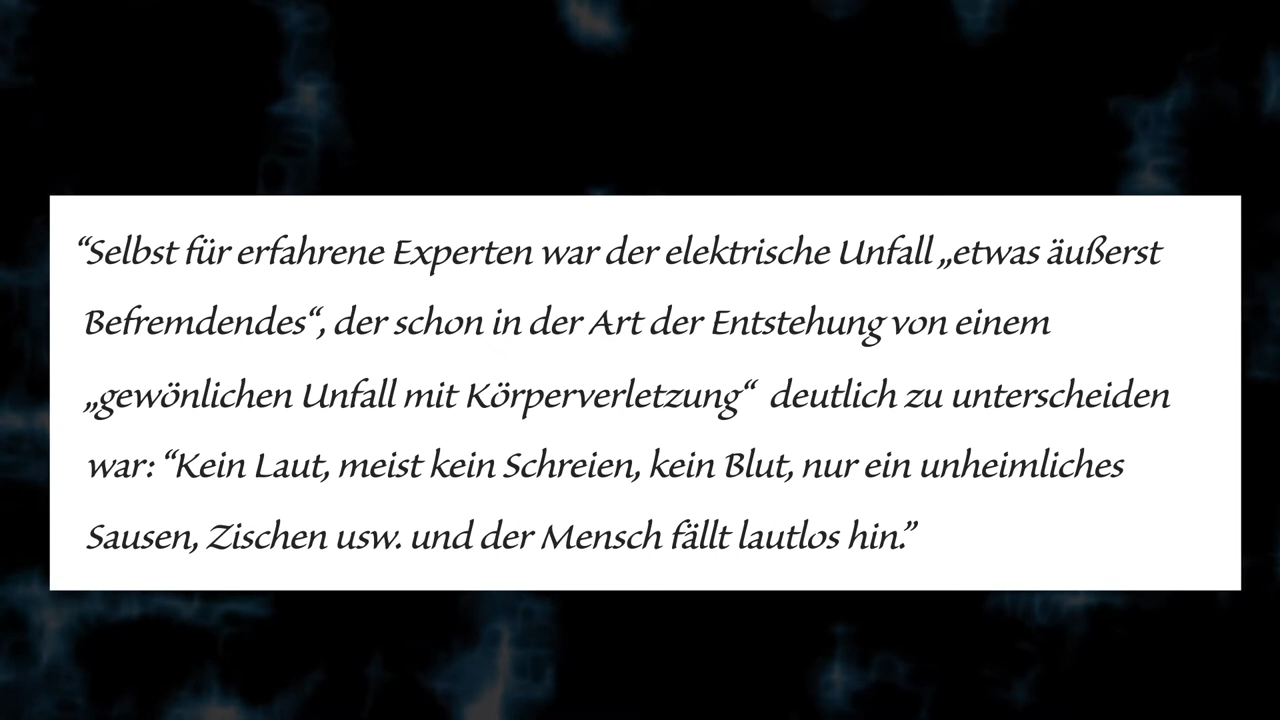 “Selbst für erfahrene Experten war der elektrische Unfall „etwas äußerst
Befremdendes“, der schon in der Art der Entstehung von einem
„gewönlichen Unfall mit Körperverletzung“ deutlich zu unterscheiden
war: “Kein Laut, meist kein Schreien, kein Blut, nur ein unheimliches
Sausen, Zischen usw. und der Mensch fällt lautlos hin.”